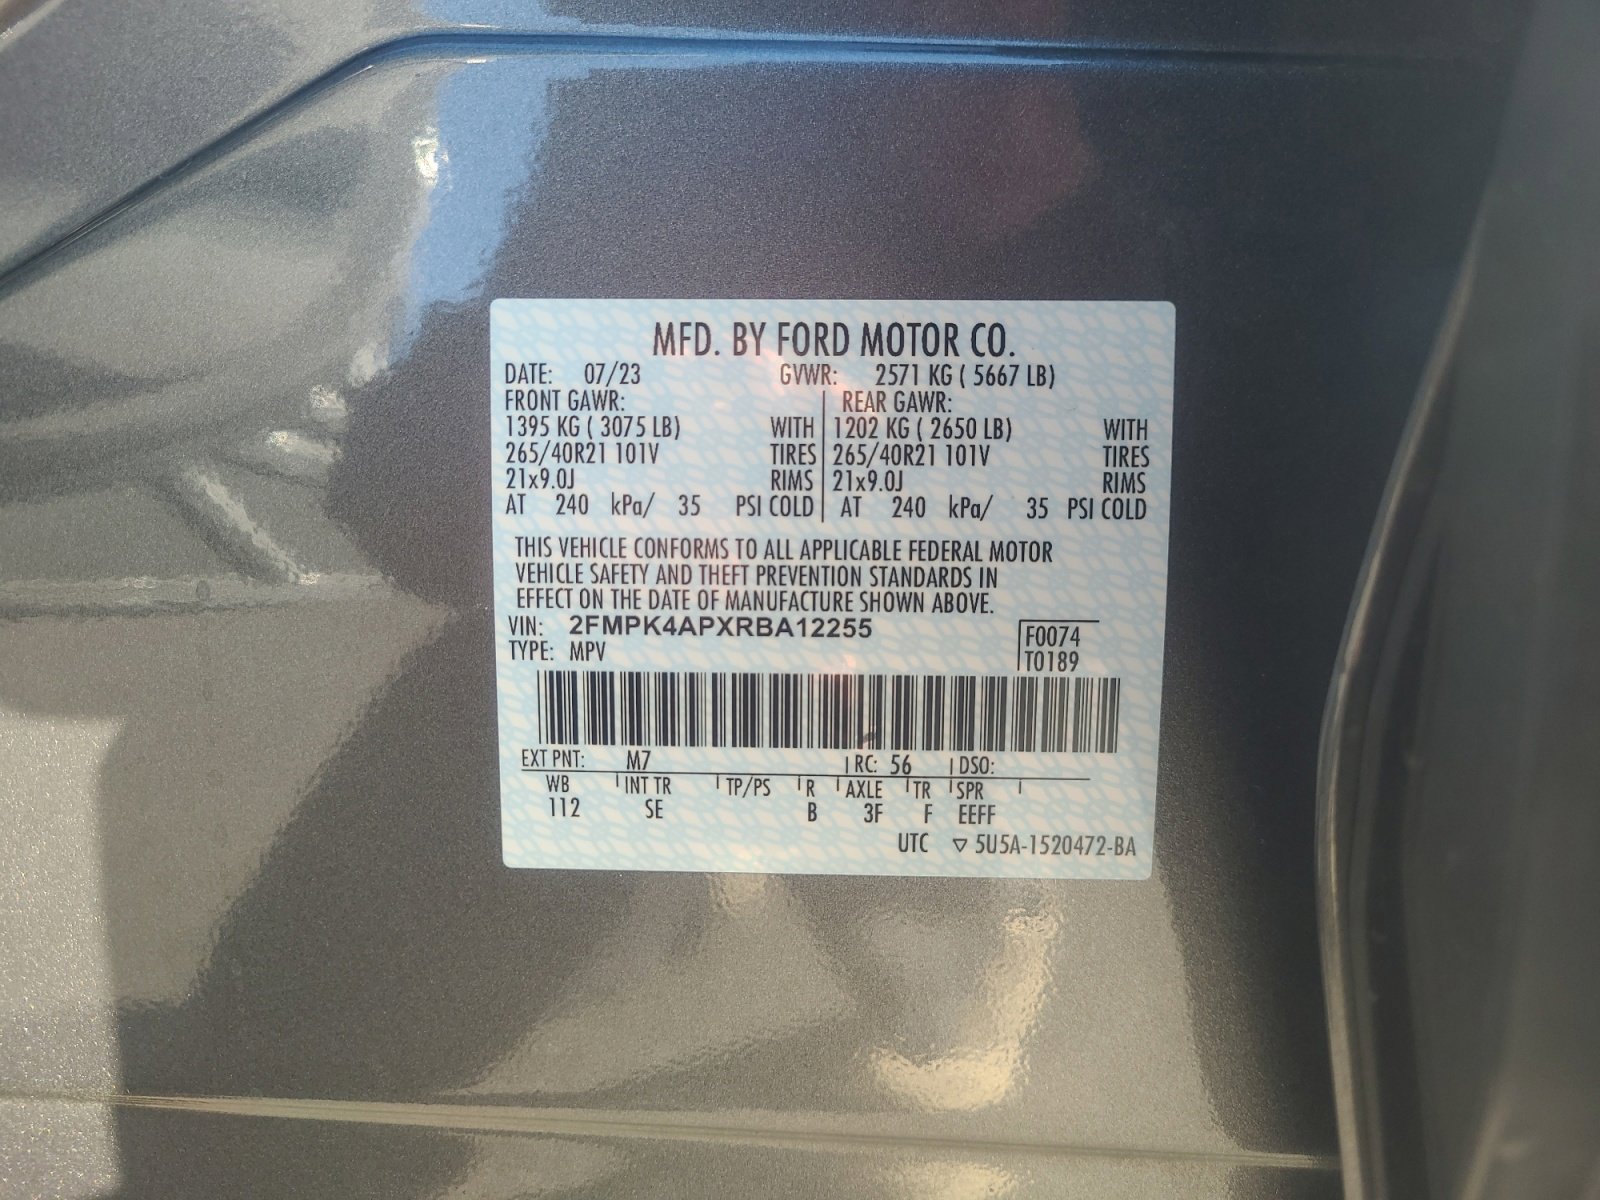 MFD. BY FORD MOTOR CO.
DATE: 07/23 GVWR: 2571 KG ( 5667 LB)
FRONT GAWR: REAR GAWR:
1395 KG ( 3075 LB) WITH 1202 KG ( 2650 LB) WITH
265/40R21 101V TIRES 265/40R21 101V TIRES
21x9.0J RIMS 21x9.0J RIMS
AT 240 kPa/ 35 PSI COLD AT 240 kPa/ 35 PSI COLD
THIS VEHICLE CONFORMS TO ALL APPLICABLE FEDERAL MOTOR
VEHICLE SAFETY AND THEFT PREVENTION STANDARDS IN
EFFECT ON THE DATE OF MANUFACTURE SHOWN ABOVE.
VIN: 2FMPK4APXRBA12255 F0074
TYPE: MPV T0189
EXT PNT: M7 RC: 56 DSO:
WB INT TR TP/PS R AXLE TR SPR
112 SE B 3F F EEFF
UTC ▽ 5U5A-1520472-BA